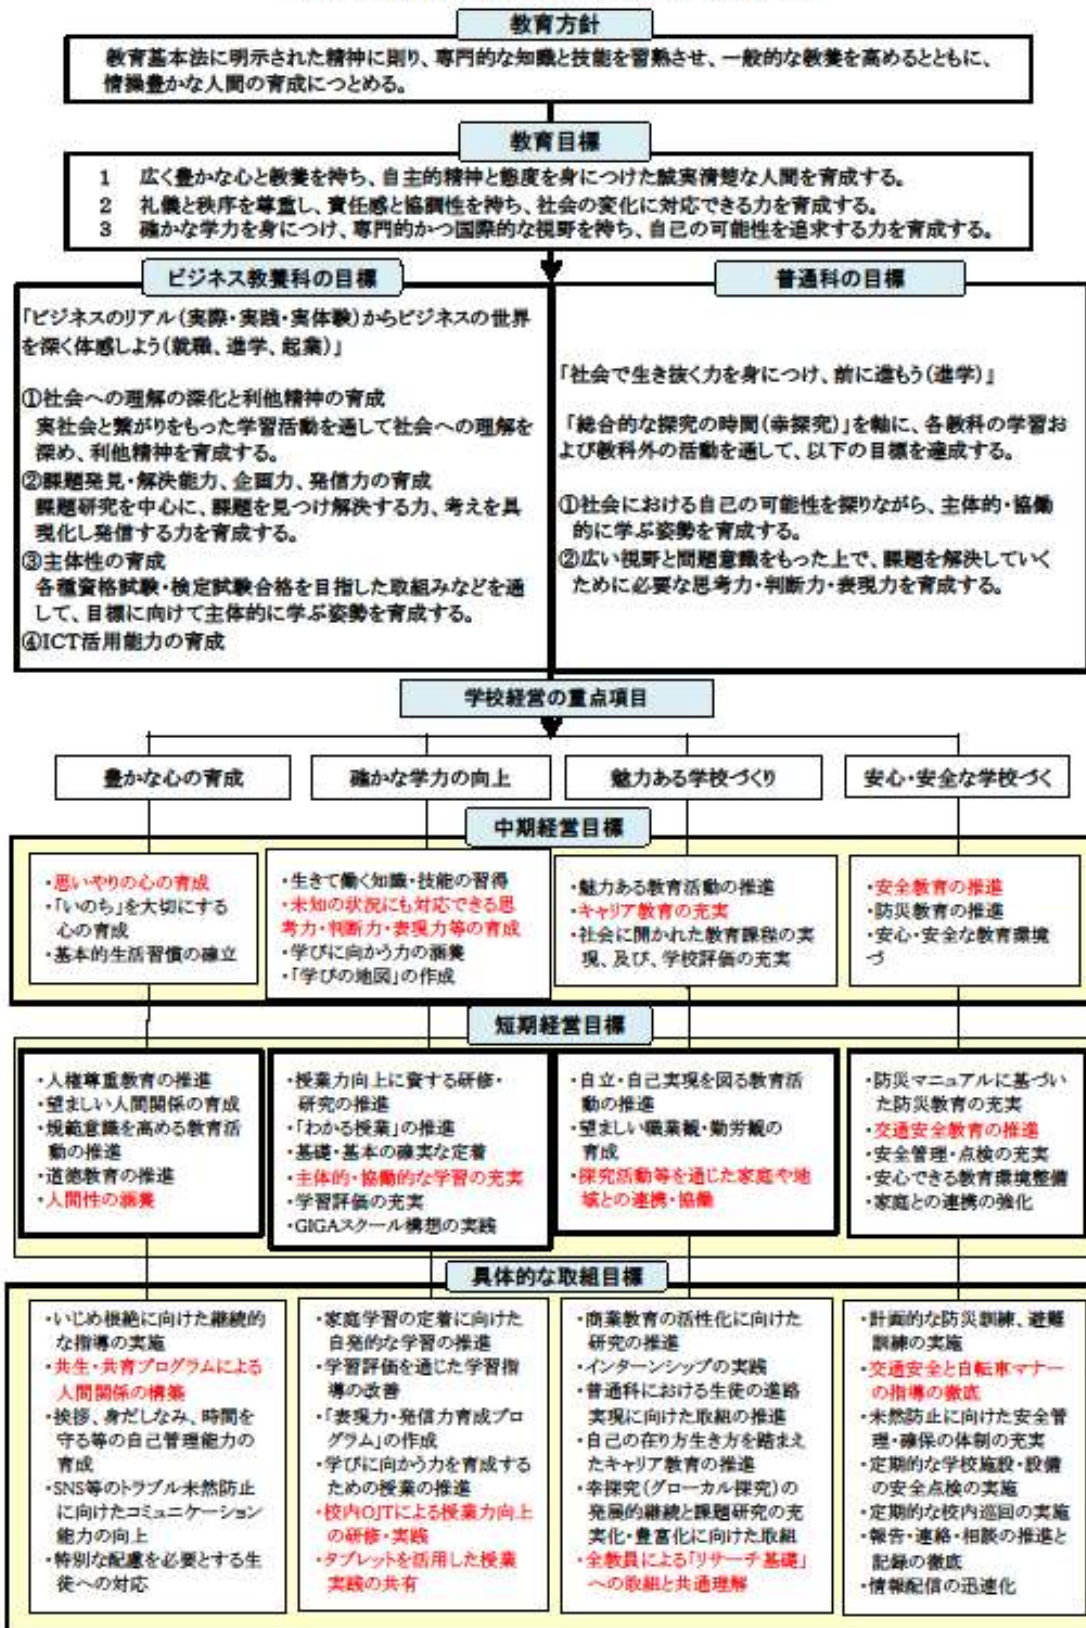 教育方針
教育基本法に明示された精神に則り、専門的な知識と技能を習熟させ、一般的な教養を高めるとともに、
情操豊かな人間の育成につとめる。
教育目標
1 広く豊かな心と教養を持ち、自主的精神と態度を身につけた誠実清楚な人間を育成する。
2 礼儀と秩序を尊重し、責任感と協調性を持ち、社会の変化に対応できる力を育成する。
3 確かな学力を身につけ、専門的かつ国際的な視野を持ち、自己の可能性を追求する力を育成する。
ビジネス教養科の目標
「ビジネスのリアル(実際・実践・実体験)からビジネスの世界
を深く体感しよう(就職、進学、起業)」
①社会への理解の深化と利他精神の育成
実社会と繋がりをもった学習活動を通して社会への理解を
深め、利他精神を育成する。
②課題発見・解決能力、企画力、発信力の育成
課題研究を中心に、課題を見つけ解決する力、考えを具
現化し発信する力を育成する。
③主体性の育成
各種資格試験・検定試験合格を目指した取組みなどを通
して、目標に向けて主体的に学ぶ姿勢を育成する。
④ICT活用能力の育成
普通科の目標
「社会で生き抜く力を身につけ、前に進もう(進学)」
「総合的な探究の時間(幸探究)」を軸に、各教科の学習お
よび教科外の活動を通して、以下の目標を達成する。
①社会における自己の可能性を探りながら、主体的・協働
的に学ぶ姿勢を育成する。
②広い視野と問題意識をもった上で、課題を解決していく
ために必要な思考力・判断力・表現力を育成する。
学校経営の重点項目
豊かな心の育成
確かな学力の向上
魅力ある学校づくり
安心・安全な学校づく
中期経営目標
・思いやりの心の育成
・「いのち」を大切にする
心の育成
・基本的生活習慣の確立
・生きて働く知識・技能の習得
・未知の状況にも対応できる思
考力・判断力・表現力等の育成
・学びに向かう力の涵養
・「学びの地図」の作成
・魅力ある教育活動の推進
・キャリア教育の充実
・社会に開かれた教育課程の実
現、及び、学校評価の充実
・安全教育の推進
・防災教育の推進
・安心・安全な教育環境
づ
短期経営目標
・人権尊重教育の推進
・望ましい人間関係の育成
・規範意識を高める教育活
動の推進
・道徳教育の推進
・人間性の涵養
・授業力向上に資する研修・
研究の推進
・「わかる授業」の推進
・基礎・基本の確実な定着
・主体的・協働的な学習の充実
・学習評価の充実
・GIGAスクール構想の実践
・自立・自己実現を図る教育活
動の推進
・望ましい職業観・勤労観の
育成
・探究活動等を通じた家庭や地
域との連携・協働
・防災マニュアルに基づい
た防災教育の充実
・交通安全教育の推進
・安全管理・点検の充実
・安心できる教育環境整備
・家庭との連携の強化
具体的な取組目標
・いじめ根絶に向けた継続的
な指導の実施
・共生・共育プログラムによる
人間関係の構築
・挨拶、身だしなみ、時間を
守る等の自己管理能力の
育成
・SNS等のトラブル未然防止
に向けたコミュニケーション
能力の向上
・特別な配慮を必要とする生
徒への対応
・家庭学習の定着に向けた
自発的な学習の推進
・学習評価を通じた学習指
導の改善
・「表現力・発信力育成プロ
グラム」の作成
・学びに向かう力を育成する
ための授業の推進
・校内OJTによる授業力向上
の研修・実践
・タブレットを活用した授業
実践の共有
・商業教育の活性化に向けた
研究の推進
・インターンシップの実践
・普通科における生徒の進路
実現に向けた取組の推進
・自己の在り方生き方を踏まえ
たキャリア教育の推進
・幸探究(グローカル探究)の
発展的継続と課題研究の充
実化・豊富化に向けた取組
・全教員による「リサーチ基礎」
への取組と共通理解
・計画的な防災訓練、避難
訓練の実施
・交通安全と自転車マナー
の指導の徹底
・未然防止に向けた安全管
理・確保の体制の充実
・定期的な学校施設・設備
の安全点検の実施
・定期的な校内巡回の実施
・報告・連絡・相談の推進と
記録の徹底
・情報配信の迅速化